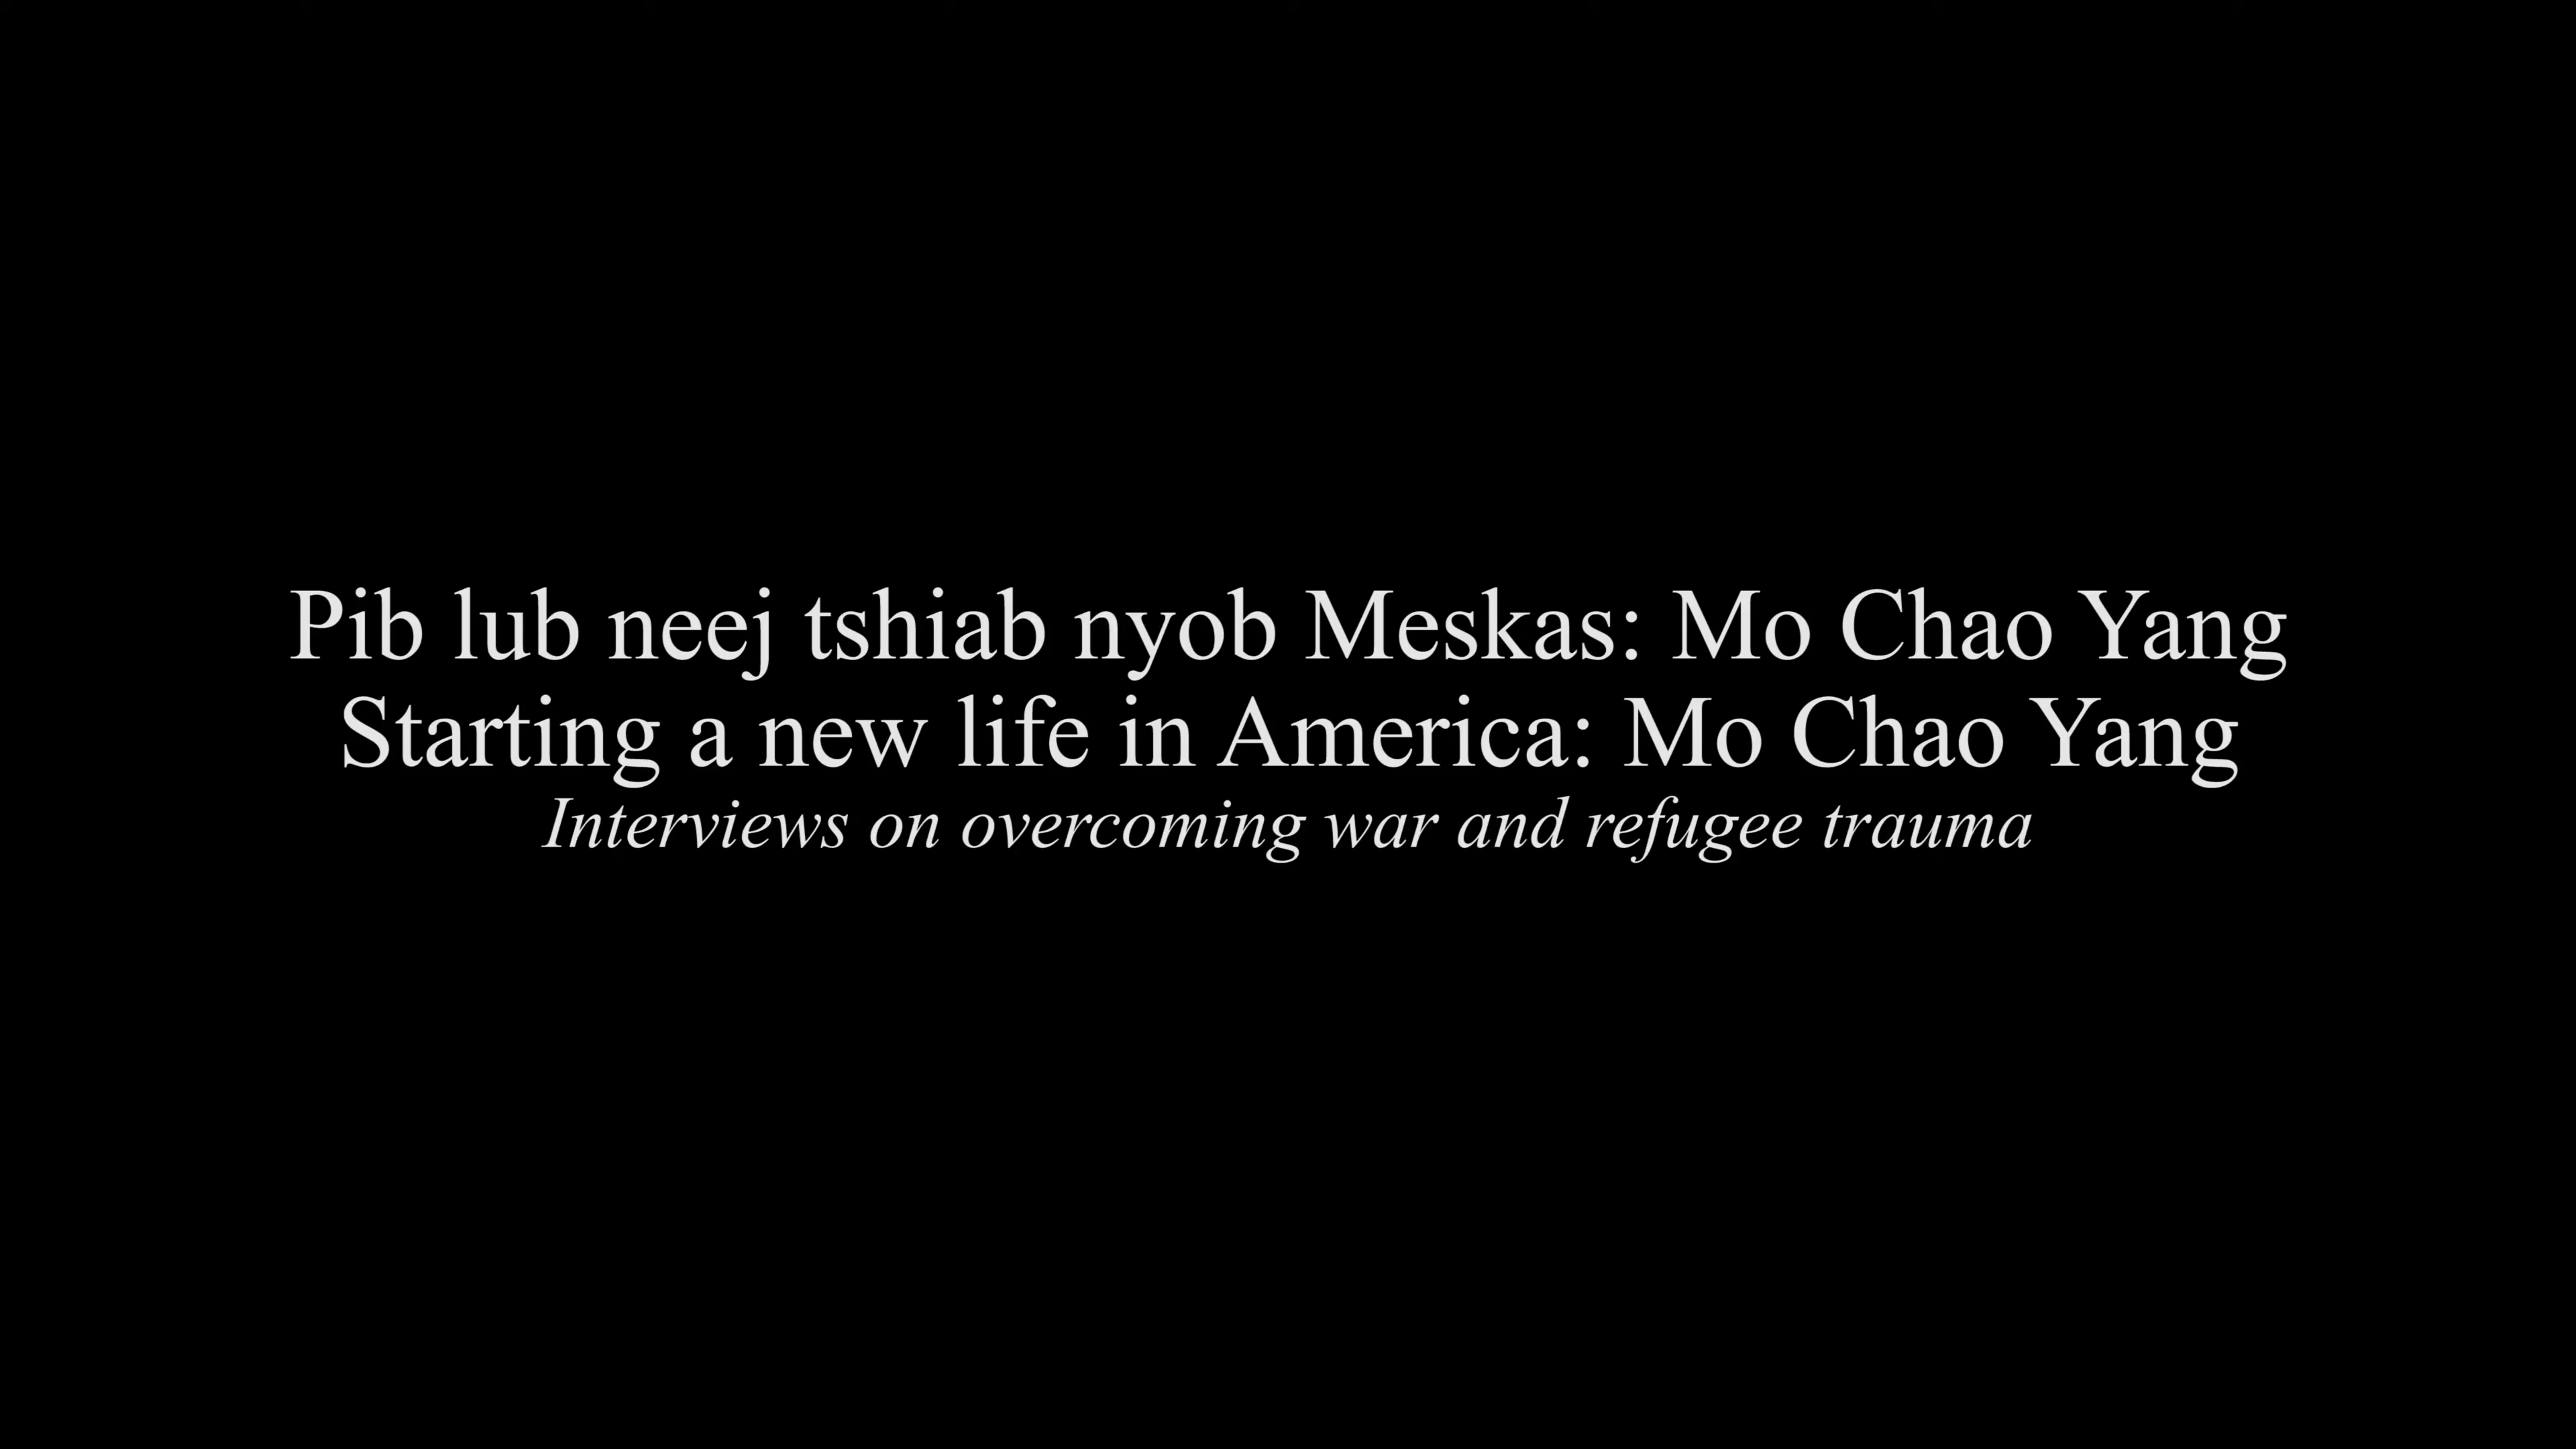 Pib lub neej tshiab nyob Meskas: Mo Chao Yang
Starting a new life in America: Mo Chao Yang
Interviews on overcoming war and refugee trauma